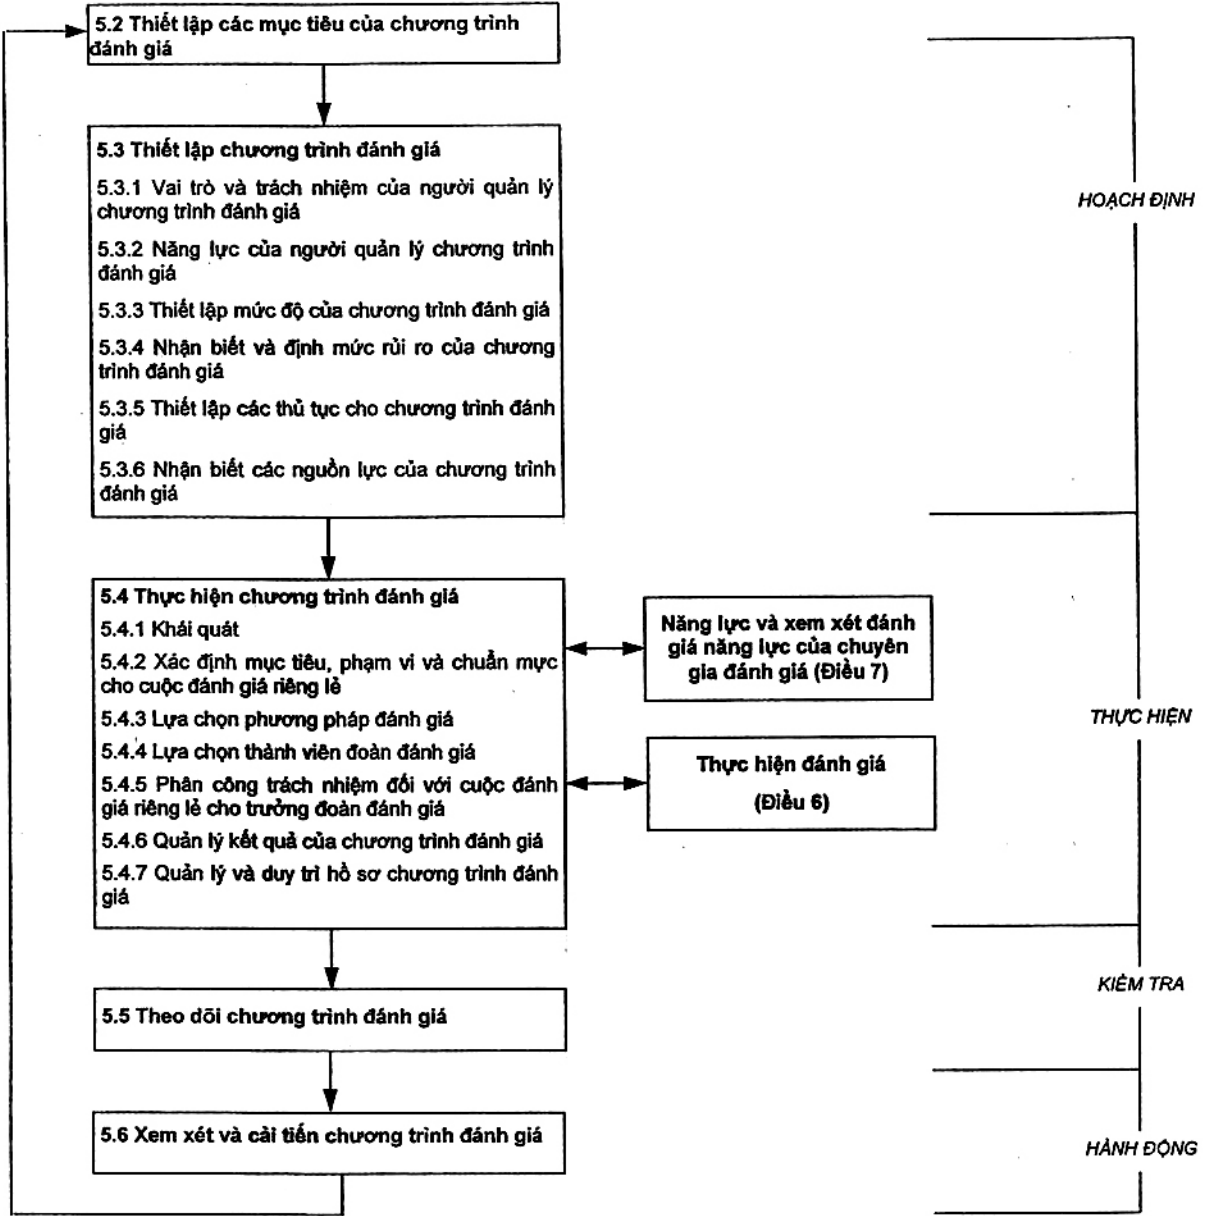 5.2 Thiết lập các mục tiêu của chương trình
đánh giá
5.3 Thiết lập chương trình đánh giá
5.3.1 Vai trò và trách nhiệm của người quản lý
chương trình đánh giá
5.3.2 Năng lực của người quản lý chương trình
đánh giá
5.3.3 Thiết lập mức độ của chương trình đánh giá
5.3.4 Nhận biết và định mức rủi ro của chương
trình đánh giá
5.3.5 Thiết lập các thủ tục cho chương trình đánh
giá
5.3.6 Nhận biết các nguồn lực của chương trình
đánh giá
HOẠCH ĐỊNH
5.4 Thực hiện chương trình đánh giá
5.4.1 Khái quát
5.4.2 Xác định mục tiêu, phạm vi và chuẩn mực
cho cuộc đánh giá riêng lẻ
5.4.3 Lựa chọn phương pháp đánh giá
5.4.4 Lựa chọn thành viên đoàn đánh giá
5.4.5 Phân công trách nhiệm đối với cuộc đánh
giá riêng lẻ cho trưởng đoàn đánh giá
5.4.6 Quản lý kết quả của chương trình đánh giá
5.4.7 Quản lý và duy trì hồ sơ chương trình đánh
giá
Năng lực và xem xét đánh
giá năng lực của chuyên
gia đánh giá (Điều 7)
Thực hiện đánh giá
(Điều 6)
THỰC HIỆN
5.5 Theo dõi chương trình đánh giá
KIỂM TRA
5.6 Xem xét và cải tiến chương trình đánh giá
HÀNH ĐỘNG